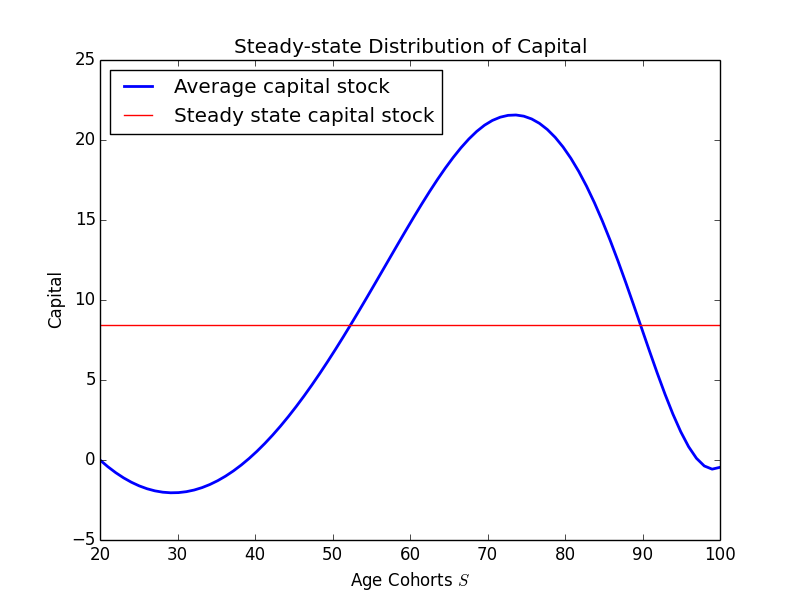 Steady-state Distribution of Capital
Average capital stock
Steady state capital stock
25
20
15
10
5
0
−5
Capital
20 30 40 50 60 70 80 90 100
Age Cohorts S